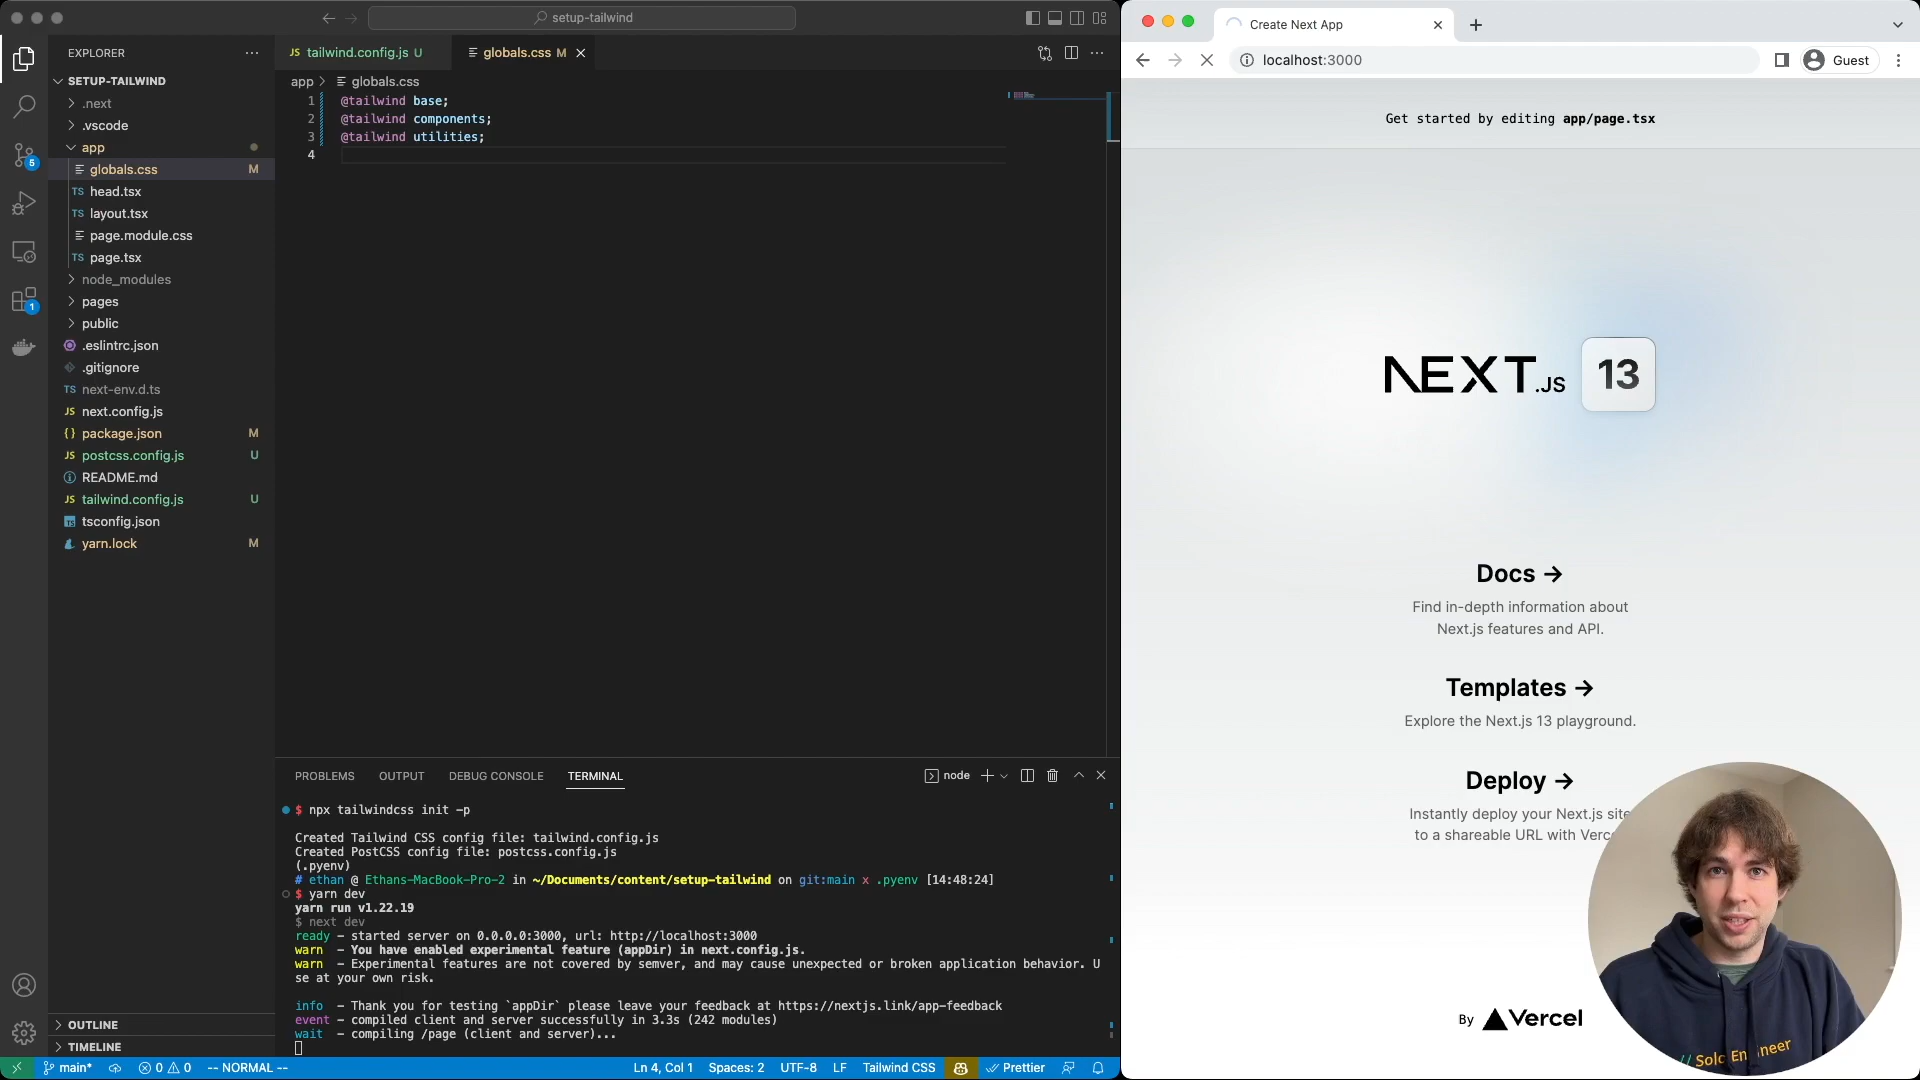 setup-tailwind
EXPLORER
SETUP-TAILWIND
.next
.vscode
app
globals.css M
head.tsx
layout.tsx
page.module.css
page.tsx
node_modules
pages
public
.eslintrc.json
.gitignore
next-env.d.ts
next.config.js
package.json M
postcss.config.js U
README.md
tailwind.config.js U
tsconfig.json
yarn.lock M
OUTLINE
TIMELINE
5
1
tailwind.config.js U
globals.css M
app > globals.css
1 @tailwind base;
2 @tailwind components;
3 @tailwind utilities;
4
PROBLEMS OUTPUT DEBUG CONSOLE TERMINAL
node
$ npx tailwindcss init -p
Created Tailwind CSS config file: tailwind.config.js
Created PostCSS config file: postcss.config.js
(.pyenv)
# ethan @ Ethans-MacBook-Pro-2 in ~/Documents/content/setup-tailwind on git:main x .pyenv [14:48:24]
$ yarn dev
yarn run v1.22.19
$ next dev
ready - started server on 0.0.0.0:3000, url: http://localhost:3000
warn - You have enabled experimental feature (appDir) in next.config.js.
warn - Experimental features are not covered by semver, and may cause unexpected or broken application behavior. U
se at your own risk.
info - Thank you for testing `appDir` please leave your feedback at https://nextjs.link/app-feedback
event - compiled client and server successfully in 3.3s (242 modules)
wait - compiling /page (client and server)...
main* 0 0 -- NORMAL --
Ln 4, Col 1 Spaces: 2 UTF-8 LF Tailwind CSS Prettier
Create Next App
localhost:3000
Guest
Get started by editing app/page.tsx
NEXT.JS 13
Docs ->
Find in-depth information about
Next.js features and API.
Templates ->
Explore the Next.js 13 playground.
Deploy ->
Instantly deploy your Next.js site
to a shareable URL with Verc
By Vercel